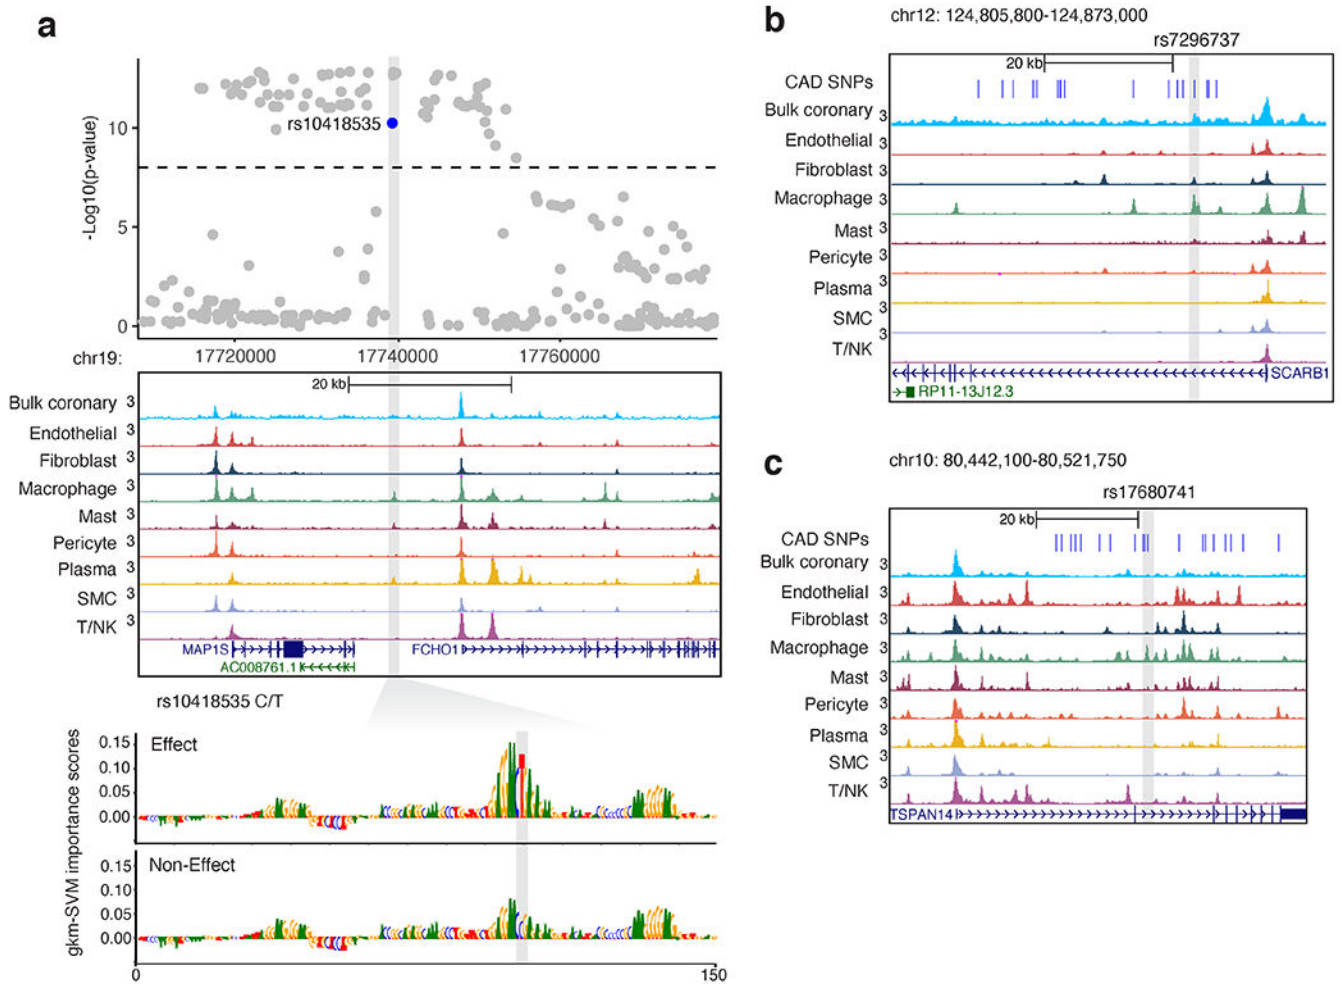 a
-Log10(p-value)
10
5
0
rs10418535
chr19:
17720000
17740000
17760000
20 kb
Bulk coronary 3
Endothelial 3
Fibroblast 3
Macrophage 3
Mast 3
Pericyte 3
Plasma 3
SMC 3
T/NK 3
MAP1S
FCHO1
AC008761.1
rs10418535 C/T
gkm-SVM importance scores
Effect
0.15
0.10
0.05
0.00
Non-Effect
0.15
0.10
0.05
0.00
0
150
b
chr12: 124,805,800-124,873,000
rs7296737
20 kb
CAD SNPs
Bulk coronary 3
Endothelial 3
Fibroblast 3
Macrophage 3
Mast 3
Pericyte 3
Plasma 3
SMC 3
T/NK 3
SCARB1
RP11-13J12.3
c
chr10: 80,442,100-80,521,750
rs17680741
20 kb
CAD SNPs
Bulk coronary 3
Endothelial 3
Fibroblast 3
Macrophage 3
Mast 3
Pericyte 3
Plasma 3
SMC 3
T/NK 3
TSPAN14